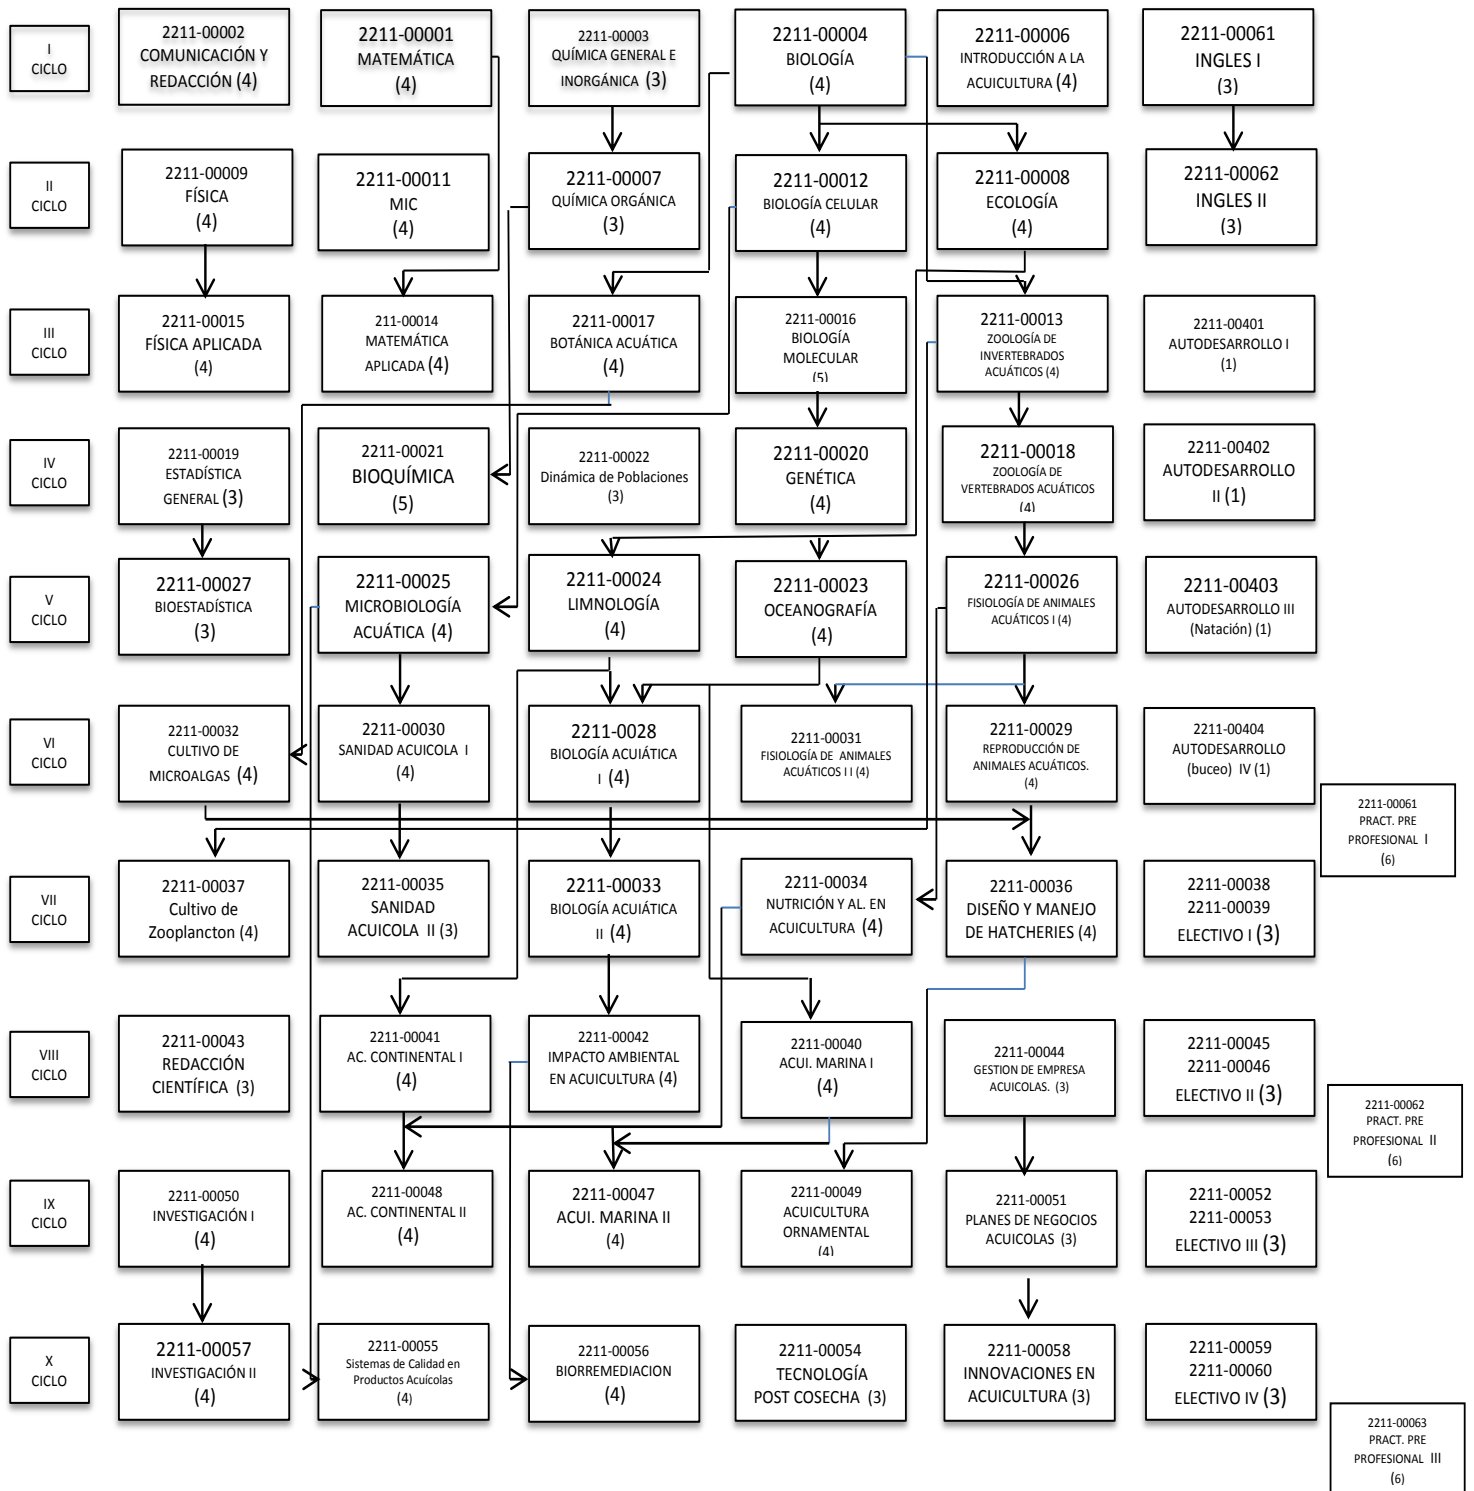 I
CICLO
2211-00002
COMUNICACIÓN Y
REDACCIÓN (4)
2211-00001
MATEMÁTICA
(4)
2211-00003
QUÍMICA GENERAL E
INORGÁNICA (3)
2211-00004
BIOLOGÍA
(4)
2211-00006
INTRODUCCIÓN A LA
ACUICULTURA (4)
2211-00061
INGLES I
(3)
II
CICLO
2211-00009
FÍSICA
(4)
2211-00011
MIC
(4)
2211-00007
QUÍMICA ORGÁNICA
(3)
2211-00012
BIOLOGÍA CELULAR
(4)
2211-00008
ECOLOGÍA
(4)
2211-00062
INGLES II
(3)
III
CICLO
2211-00015
FÍSICA APLICADA
(4)
211-00014
MATEMÁTICA
APLICADA (4)
2211-00017
BOTÁNICA ACUÁTICA
(4)
2211-00016
BIOLOGÍA
MOLECULAR
(5)
2211-00013
ZOOLOGÍA DE
INVERTEBRADOS
ACUÁTICOS (4)
2211-00401
AUTODESARROLLO I
(1)
IV
CICLO
2211-00019
ESTADÍSTICA
GENERAL (3)
2211-00021
BIOQUÍMICA
(5)
2211-00022
Dinámica de Poblaciones
(3)
2211-00020
GENÉTICA
(4)
2211-00018
ZOOLOGÍA DE
VERTEBRADOS ACUÁTICOS
(4)
2211-00402
AUTODESARROLLO
II (1)
V
CICLO
2211-00027
BIOESTADÍSTICA
(3)
2211-00025
MICROBIOLOGÍA
ACUÁTICA (4)
2211-00024
LIMNOLOGÍA
(4)
2211-00023
OCEANOGRAFÍA
(4)
2211-00026
FISIOLOGÍA DE ANIMALES
ACUÁTICOS I (4)
2211-00403
AUTODESARROLLO III
(Natación) (1)
VI
CICLO
2211-00032
CULTIVO DE
MICROALGAS (4)
2211-00030
SANIDAD ACUICOLA I
(4)
2211-0028
BIOLOGÍA ACUIÁTICA
I (4)
2211-00031
FISIOLOGÍA DE ANIMALES
ACUÁTICOS I I (4)
2211-00029
REPRODUCCIÓN DE
ANIMALES ACUÁTICOS.
(4)
2211-00404
AUTODESARROLLO
(buceo) IV (1)
2211-00061
PRACT. PRE
PROFESIONAL I
(6)
VII
CICLO
2211-00037
Cultivo de
Zooplancton (4)
2211-00035
SANIDAD
ACUICOLA II (3)
2211-00033
BIOLOGÍA ACUIÁTICA
II (4)
2211-00034
NUTRICIÓN Y AL. EN
ACUICULTURA (4)
2211-00036
DISEÑO Y MANEJO
DE HATCHERIES (4)
2211-00038
2211-00039
ELECTIVO I (3)
VIII
CICLO
2211-00043
REDACCIÓN
CIENTÍFICA (3)
2211-00041
AC. CONTINENTAL I
(4)
2211-00042
IMPACTO AMBIENTAL
EN ACUICULTURA (4)
2211-00040
ACUI. MARINA I
(4)
2211-00044
GESTION DE EMPRESA
ACUICOLAS. (3)
2211-00045
2211-00046
ELECTIVO II (3)
2211-00062
PRACT. PRE
PROFESIONAL II
(6)
IX
CICLO
2211-00050
INVESTIGACIÓN I
(4)
2211-00048
AC. CONTINENTAL II
(4)
2211-00047
ACUI. MARINA II
(4)
2211-00049
ACUICULTURA
ORNAMENTAL
(4)
2211-00051
PLANES DE NEGOCIOS
ACUICOLAS (3)
2211-00052
2211-00053
ELECTIVO III (3)
X
CICLO
2211-00057
INVESTIGACIÓN II
(4)
2211-00055
Sistemas de Calidad en
Productos Acuícolas
(4)
2211-00056
BIORREMEDIACION
(4)
2211-00054
TECNOLOGÍA
POST COSECHA (3)
2211-00058
INNOVACIONES EN
ACUICULTURA (3)
2211-00059
2211-00060
ELECTIVO IV (3)
2211-00063
PRACT. PRE
PROFESIONAL III
(6)